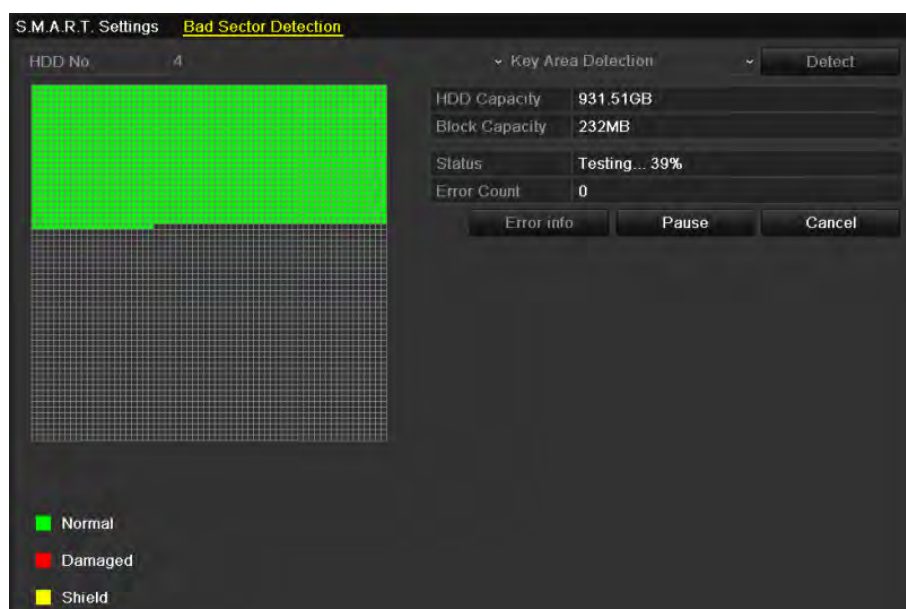 S.M.A.R.T. Settings Bad Sector Detection
HDD No. 4 Key Area Detection Detect
HDD Capacity 931.51GB
Block Capacity 232MB
Status Testing... 39%
Error Count 0
Error info Pause Cancel
Normal
Damaged
Shield